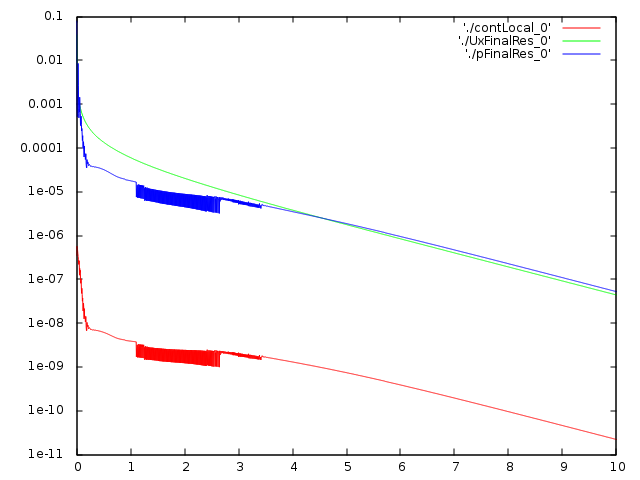 0.1
'./contLocal_0'
'./UxFinalRes_0'
'./pFinalRes_0'
0.01
0.001
0.0001
1e-05
1e-06
1e-07
1e-08
1e-09
1e-10
1e-11
0 1 2 3 4 5 6 7 8 9 10